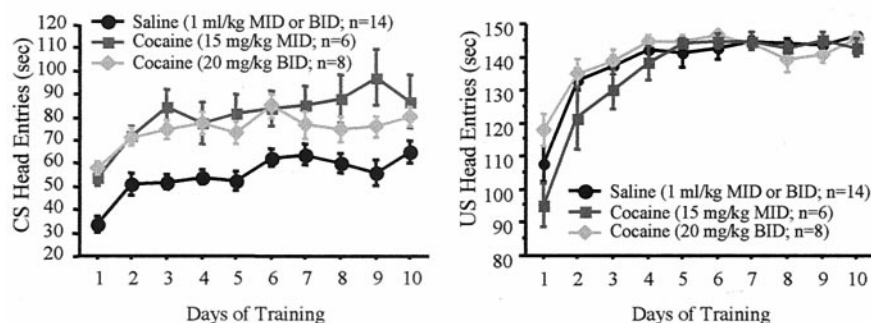 Saline (1 ml/kg MID or BID; n=14)
Cocaine (15 mg/kg MID; n=6)
Cocaine (20 mg/kg BID; n=8)
CS Head Entries (sec)
120
110
100
90
80
70
60
50
40
30
20
1 2 3 4 5 6 7 8 9 10
Days of Training
US Head Entries (sec)
150
140
130
120
110
100
90
80
Saline (1 ml/kg MID or BID; n=14)
Cocaine (15 mg/kg MID; n=6)
Cocaine (20 mg/kg BID; n=8)
1 2 3 4 5 6 7 8 9 10
Days of Training